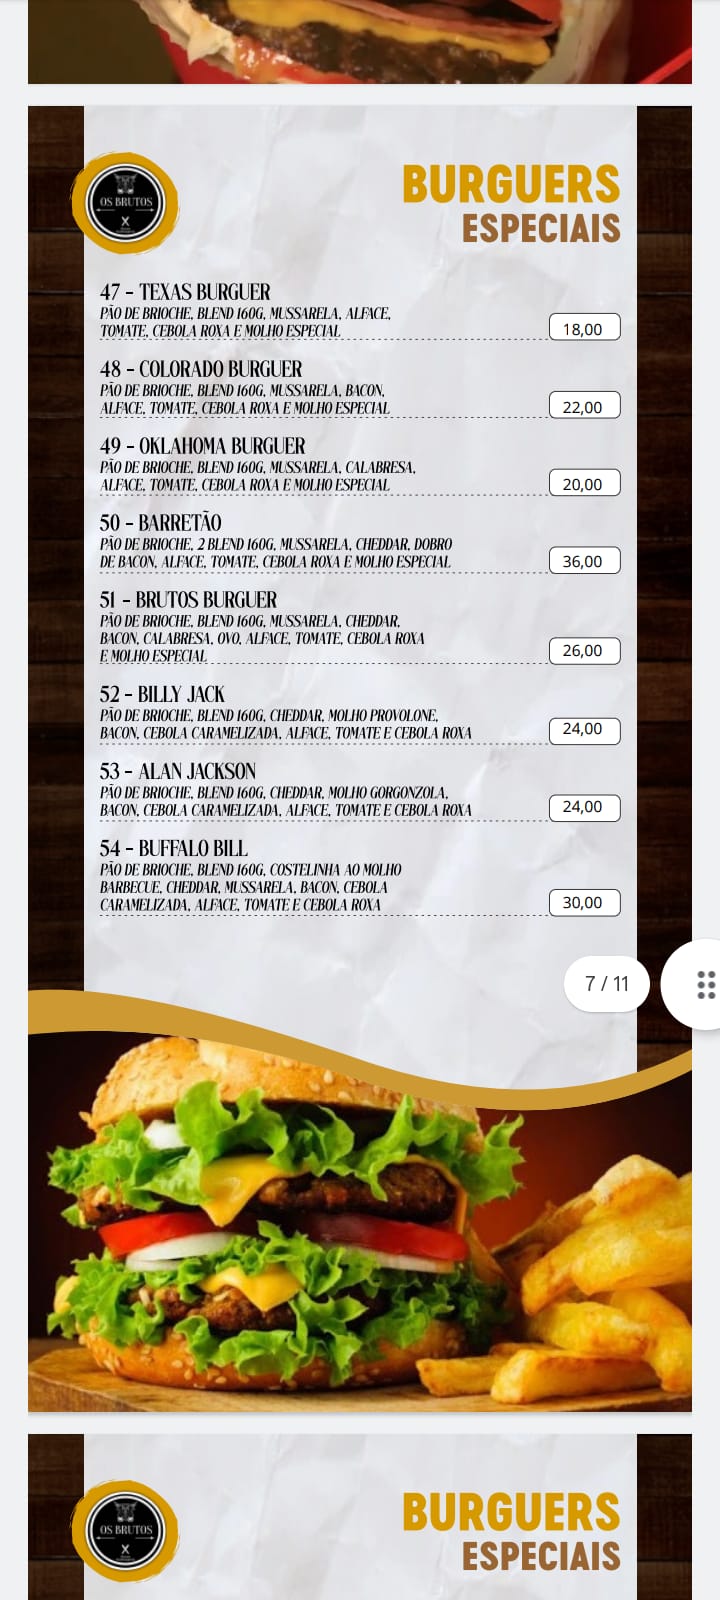 OS BRUTOS
BURGUERS
ESPECIAIS
47 - TEXAS BURGUER
PÃO DE BRIOCHE, BLEND 160G, MUSSARELA, ALFACE,
TOMATE, CEBOLA ROXA E MOLHO ESPECIAL
18,00
48 - COLORADO BURGUER
PÃO DE BRIOCHE, BLEND 160G, MUSSARELA, BACON,
ALFACE, TOMATE, CEBOLA ROXA E MOLHO ESPECIAL
22,00
49 - OKLAHOMA BURGUER
PÃO DE BRIOCHE, BLEND 160G, MUSSARELA, CALABRESA,
ALFACE, TOMATE, CEBOLA ROXA E MOLHO ESPECIAL
20,00
50 - BARRETÃO
PÃO DE BRIOCHE, 2 BLEND 160G, MUSSARELA, CHEDDAR, DOBRO
DE BACON, ALFACE, TOMATE, CEBOLA ROXA E MOLHO ESPECIAL
36,00
51 - BRUTOS BURGUER
PÃO DE BRIOCHE, BLEND 160G, MUSSARELA, CHEDDAR,
BACON, CALABRESA, OVO, ALFACE, TOMATE, CEBOLA ROXA
E MOLHO ESPECIAL
26,00
52 - BILLY JACK
PÃO DE BRIOCHE, BLEND 160G, CHEDDAR, MOLHO PROVOLONE,
BACON, CEBOLA CARAMELIZADA, ALFACE, TOMATE E CEBOLA ROXA
24,00
53 - ALAN JACKSON
PÃO DE BRIOCHE, BLEND 160G, CHEDDAR, MOLHO GORGONZOLA,
BACON, CEBOLA CARAMELIZADA, ALFACE, TOMATE E CEBOLA ROXA
24,00
54 - BUFFALO BILL
PÃO DE BRIOCHE, BLEND 160G, COSTELINHA AO MOLHO
BARBECUE, CHEDDAR, MUSSARELA, BACON, CEBOLA
CARAMELIZADA, ALFACE, TOMATE E CEBOLA ROXA
30,00
7 / 11
OS BRUTOS
BURGUERS
ESPECIAIS